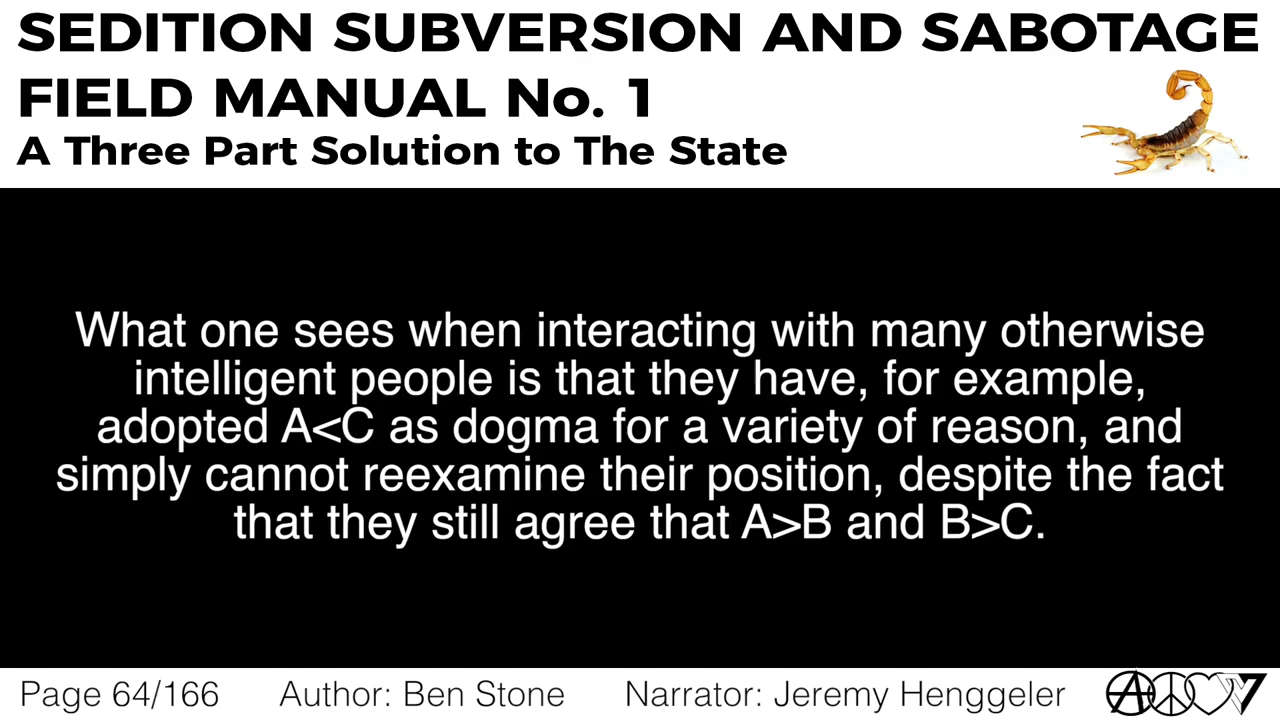 SEDITION SUBVERSION AND SABOTAGE
FIELD MANUAL No. 1
A Three Part Solution to The State
What one sees when interacting with many otherwise
intelligent people is that they have, for example,
adopted A<C as dogma for a variety of reason, and
simply cannot reexamine their position, despite the fact
that they still agree that A>B and B>C.
Page 64/166 Author: Ben Stone Narrator: Jeremy Henggeler